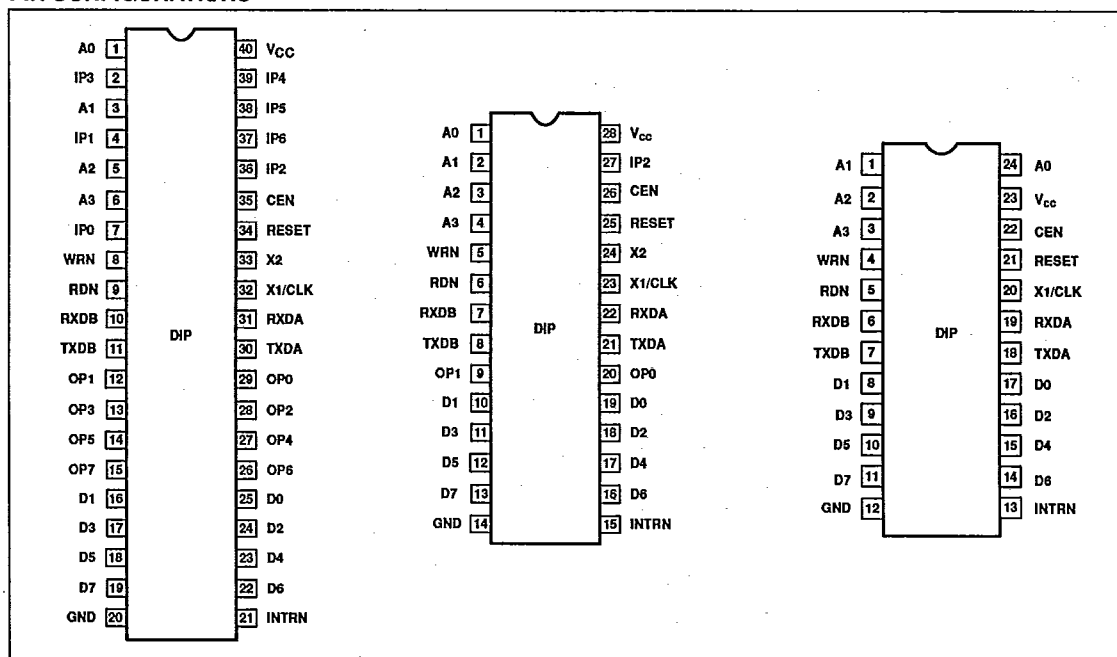 A0 1 40 VCC
IP3 2 39 IP4
A1 3 38 IP5
IP1 4 37 IP6
A2 5 36 IP2
A3 6 35 CEN
IP0 7 34 RESET
WRN 8 33 X2
RDN 9 32 X1/CLK
RXDB 10 31 RXDA
TXDB 11 30 TXDA
DIP
OP1 12 29 OP0
OP3 13 28 OP2
OP5 14 27 OP4
OP7 15 26 OP6
D1 16 25 D0
D3 17 24 D2
D5 18 23 D4
D7 19 22 D6
GND 20 21 INTRN
A0 1 28 Vcc
A1 2 27 IP2
A2 3 26 CEN
A3 4 25 RESET
WRN 5 24 X2
RDN 6 23 X1/CLK
RXDB 7 22 RXDA
DIP
TXDB 8 21 TXDA
OP1 9 20 OP0
D1 10 19 D0
D3 11 18 D2
D5 12 17 D4
D7 13 16 D6
GND 14 15 INTRN
A1 1 24 A0
A2 2 23 Vcc
A3 3 22 CEN
WRN 4 21 RESET
RDN 5 20 X1/CLK
RXDB 6 19 RXDA
DIP
TXDB 7 18 TXDA
D1 8 17 D0
D3 9 16 D2
D5 10 15 D4
D7 11 14 D6
GND 12 13 INTRN